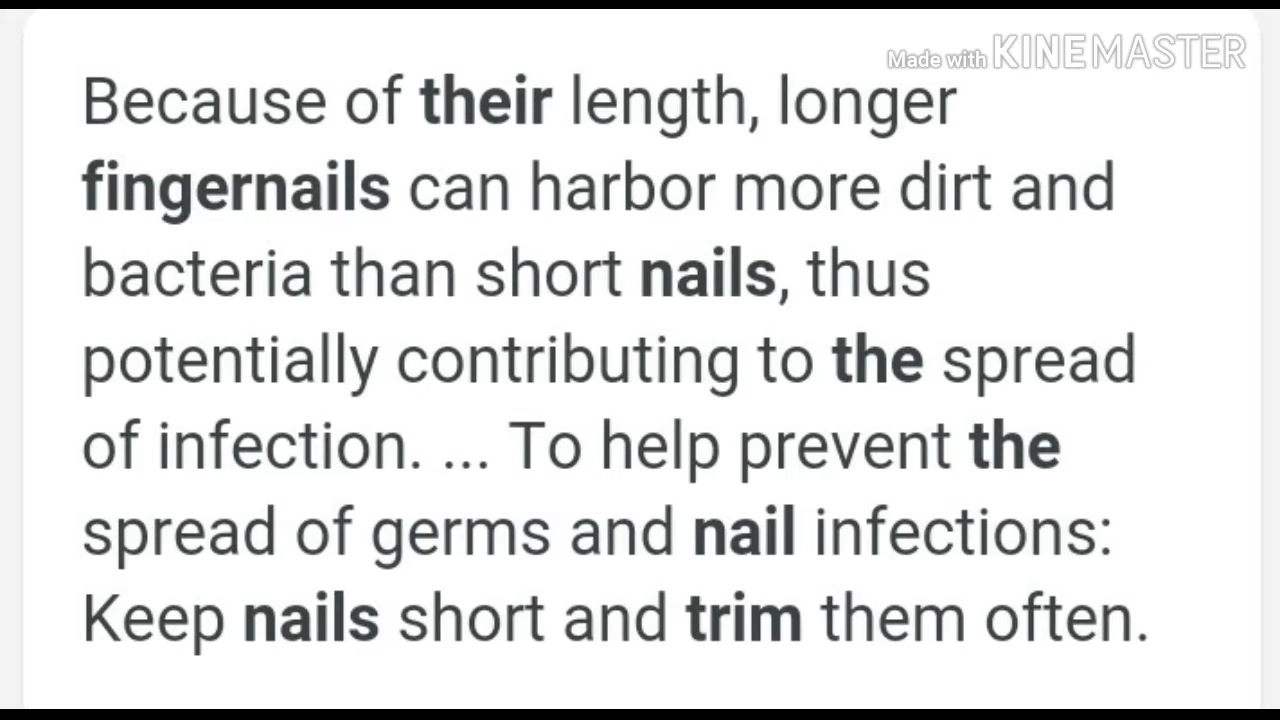 Made with KINEMASTER
Because of their length, longer
fingernails can harbor more dirt and
bacteria than short nails, thus
potentially contributing to the spread
of infection. ... To help prevent the
spread of germs and nail infections:
Keep nails short and trim them often.